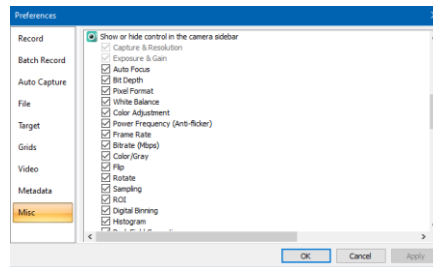 Preferences
Record
Batch Record
Auto Capture
File
Target
Grids
Video
Metadata
Misc
Show or hide control in the camera sidebar
Capture & Resolution
Exposure & Gain
Auto Focus
Bit Depth
Pixel Format
White Balance
Color Adjustment
Power Frequency (Anti-flicker)
Frame Rate
Bitrate (Mbps)
Color/Gray
Flip
Rotate
Sampling
ROI
Digital Binning
Histogram
OK Cancel Apply